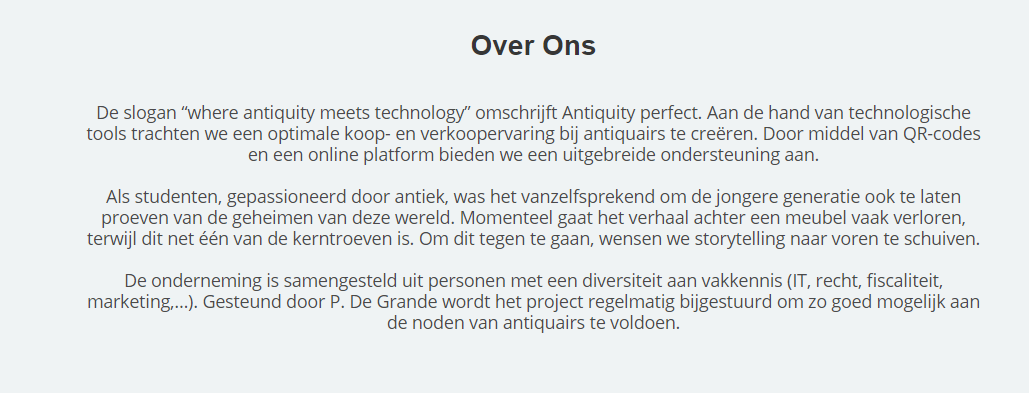 Over Ons
De slogan “where antiquity meets technology” omschrijft Antiquity perfect. Aan de hand van technologische
tools trachten we een optimale koop- en verkoopervaring bij antiquairs te creëren. Door middel van QR-codes
en een online platform bieden we een uitgebreide ondersteuning aan.
Als studenten, gepassioneerd door antiek, was het vanzelfsprekend om de jongere generatie ook te laten
proeven van de geheimen van deze wereld. Momenteel gaat het verhaal achter een meubel vaak verloren,
terwijl dit net één van de kerntroeven is. Om dit tegen te gaan, wensen we storytelling naar voren te schuiven.
De onderneming is samengesteld uit personen met een diversiteit aan vakkennis (IT, recht, fiscaliteit,
marketing,...). Gesteund door P. De Grande wordt het project regelmatig bijgestuurd om zo goed mogelijk aan
de noden van antiquairs te voldoen.